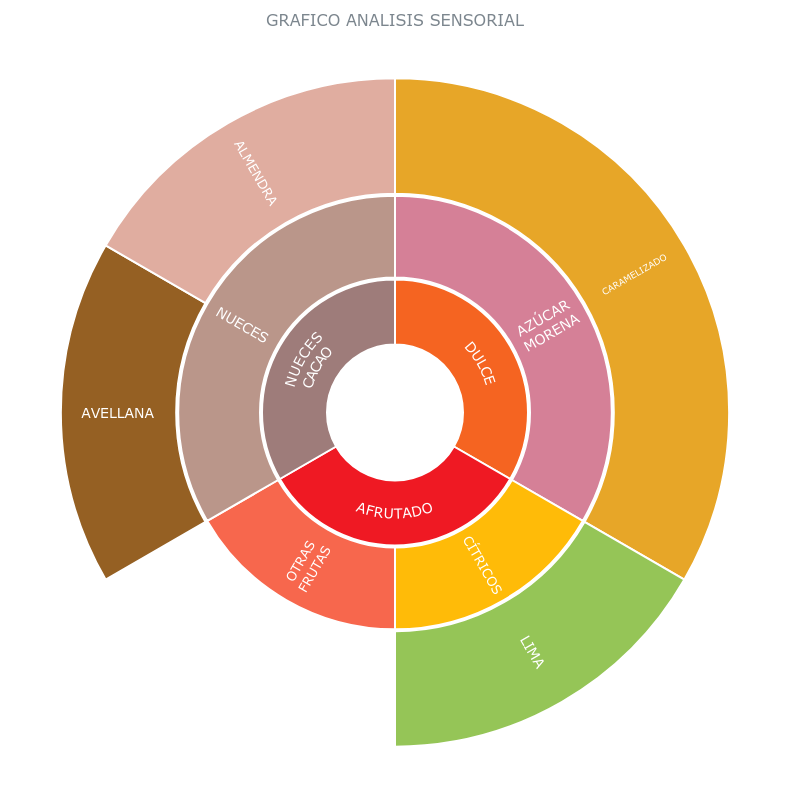 GRAFICO ANALISIS SENSORIAL
DULCE
AZÚCAR
MORENA
CARAMELIZADO
AFRUTADO
CÍTRICOS
LIMA
OTRAS
FRUTAS
NUECES
CACAO
NUECES
AVELLANA
ALMENDRA